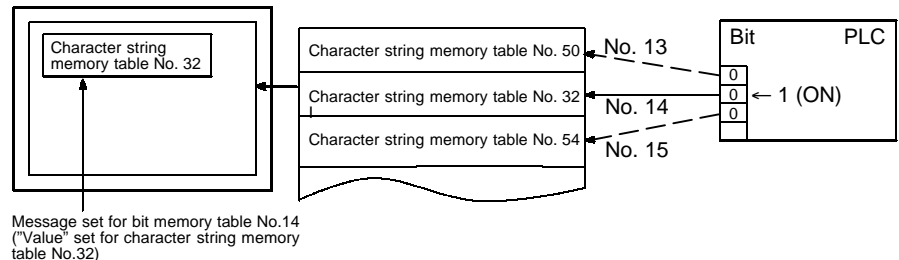 Character string
memory table No. 32
Character string memory table No. 50
Character string memory table No. 32
Character string memory table No. 54
No. 13
No. 14
No. 15
Bit PLC
0
0 ← 1 (ON)
0
Message set for bit memory table No.14
("Value" set for character string memory
table No.32)